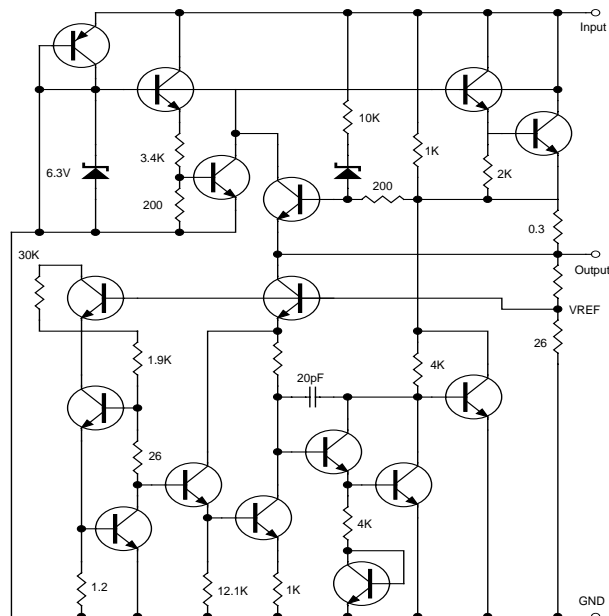 Input
10K
3.4K
1K
6.3V
2K
200
200
0.3
30K
Output
VREF
26
1.9K
20pF
4K
26
4K
1.2
12.1K
1K
GND